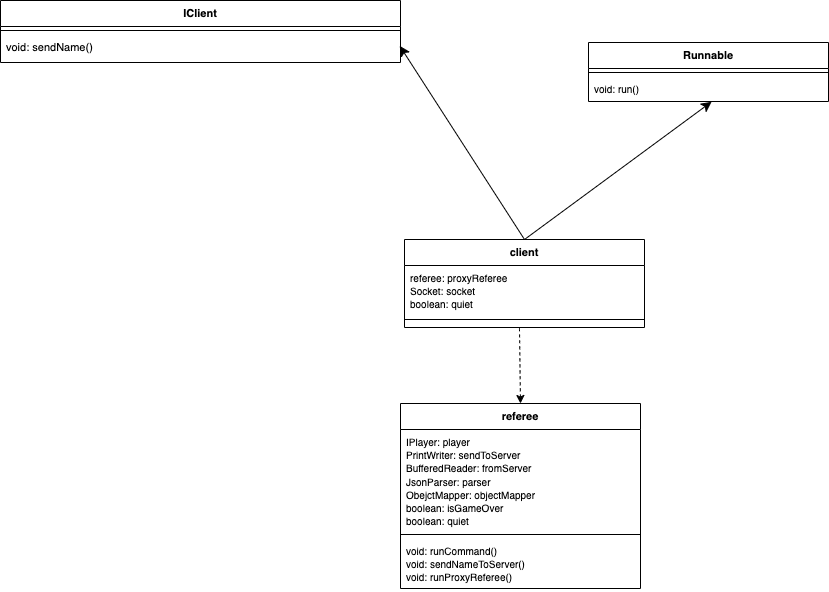 IClient
void: sendName()
Runnable
void: run()
client
referee: proxyReferee
Socket: socket
boolean: quiet
referee
IPlayer: player
PrintWriter: sendToServer
BufferedReader: fromServer
JsonParser: parser
ObejctMapper: objectMapper
boolean: isGameOver
boolean: quiet
void: runCommand()
void: sendNameToServer()
void: runProxyReferee()